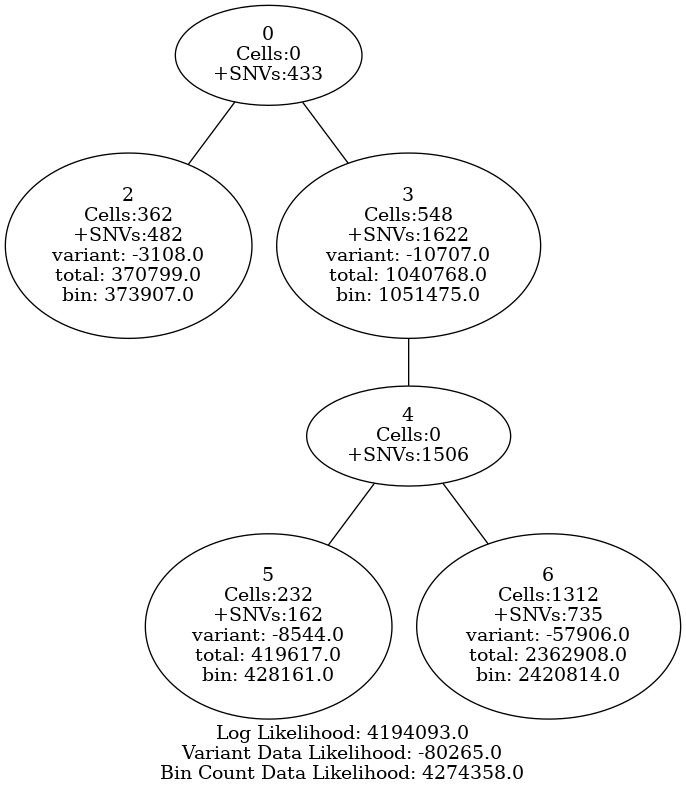 0
Cells:0
+SNVs:433
2
Cells:362
+SNVs:482
variant: -3108.0
total: 370799.0
bin: 373907.0
3
Cells:548
+SNVs:1622
variant: -10707.0
total: 1040768.0
bin: 1051475.0
4
Cells:0
+SNVs:1506
5
Cells:232
+SNVs:162
variant: -8544.0
total: 419617.0
bin: 428161.0
6
Cells:1312
+SNVs:735
variant: -57906.0
total: 2362908.0
bin: 2420814.0
Log Likelihood: 4194093.0
Variant Data Likelihood: -80265.0
Bin Count Data Likelihood: 4274358.0